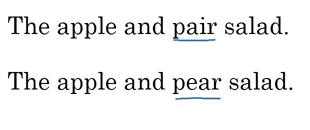 The apple and pair salad.
The apple and pear salad.